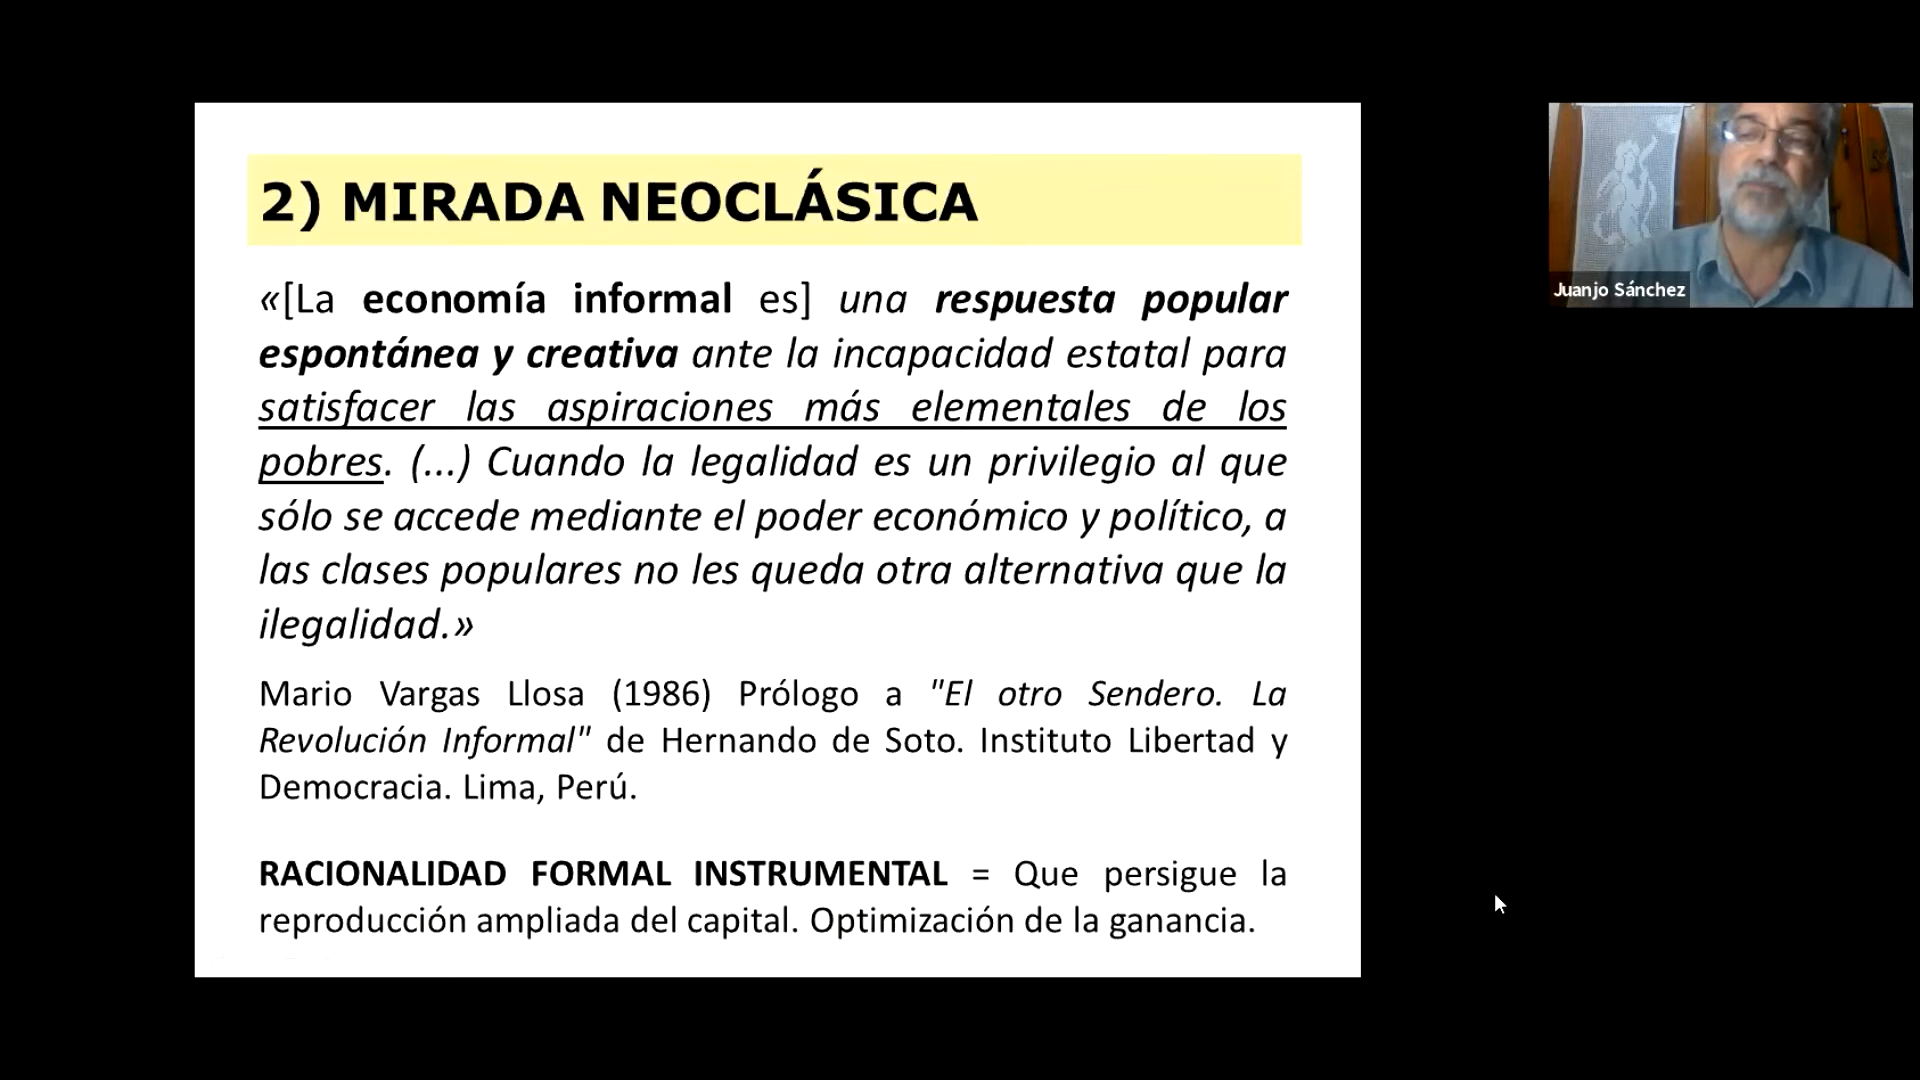 2) MIRADA NEOCLÁSICA
«[La economía informal es] una respuesta popular
espontánea y creativa ante la incapacidad estatal para
satisfacer las aspiraciones más elementales de los
pobres. (...) Cuando la legalidad es un privilegio al que
sólo se accede mediante el poder económico y político, a
las clases populares no les queda otra alternativa que la
ilegalidad.»
Mario Vargas Llosa (1986) Prólogo a "El otro Sendero. La
Revolución Informal" de Hernando de Soto. Instituto Libertad y
Democracia. Lima, Perú.
RACIONALIDAD FORMAL INSTRUMENTAL = Que persigue la
reproducción ampliada del capital. Optimización de la ganancia.
Juanjo Sánchez